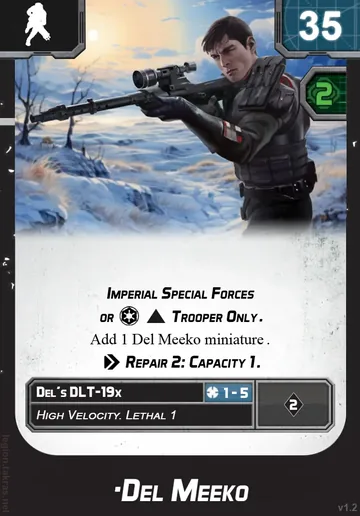 35
2
Imperial Special Forces
or Trooper Only.
Add 1 Del Meeko miniature.
Repair 2: Capacity 1.
Del´s DLT-19x 1-5
2
High Velocity. Lethal 1
·Del Meeko
v1.2